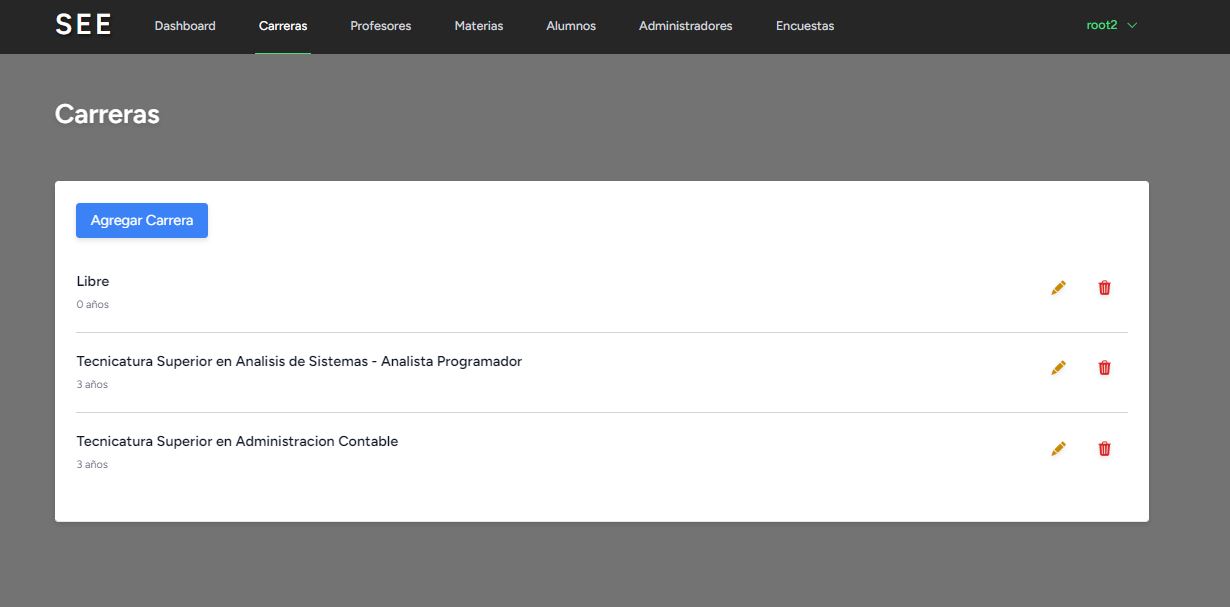 SEE Dashboard Carreras Profesores Materias Alumnos Administradores Encuestas root2
Carreras
Agregar Carrera
Libre
0 años
Tecnicatura Superior en Analisis de Sistemas - Analista Programador
3 años
Tecnicatura Superior en Administracion Contable
3 años